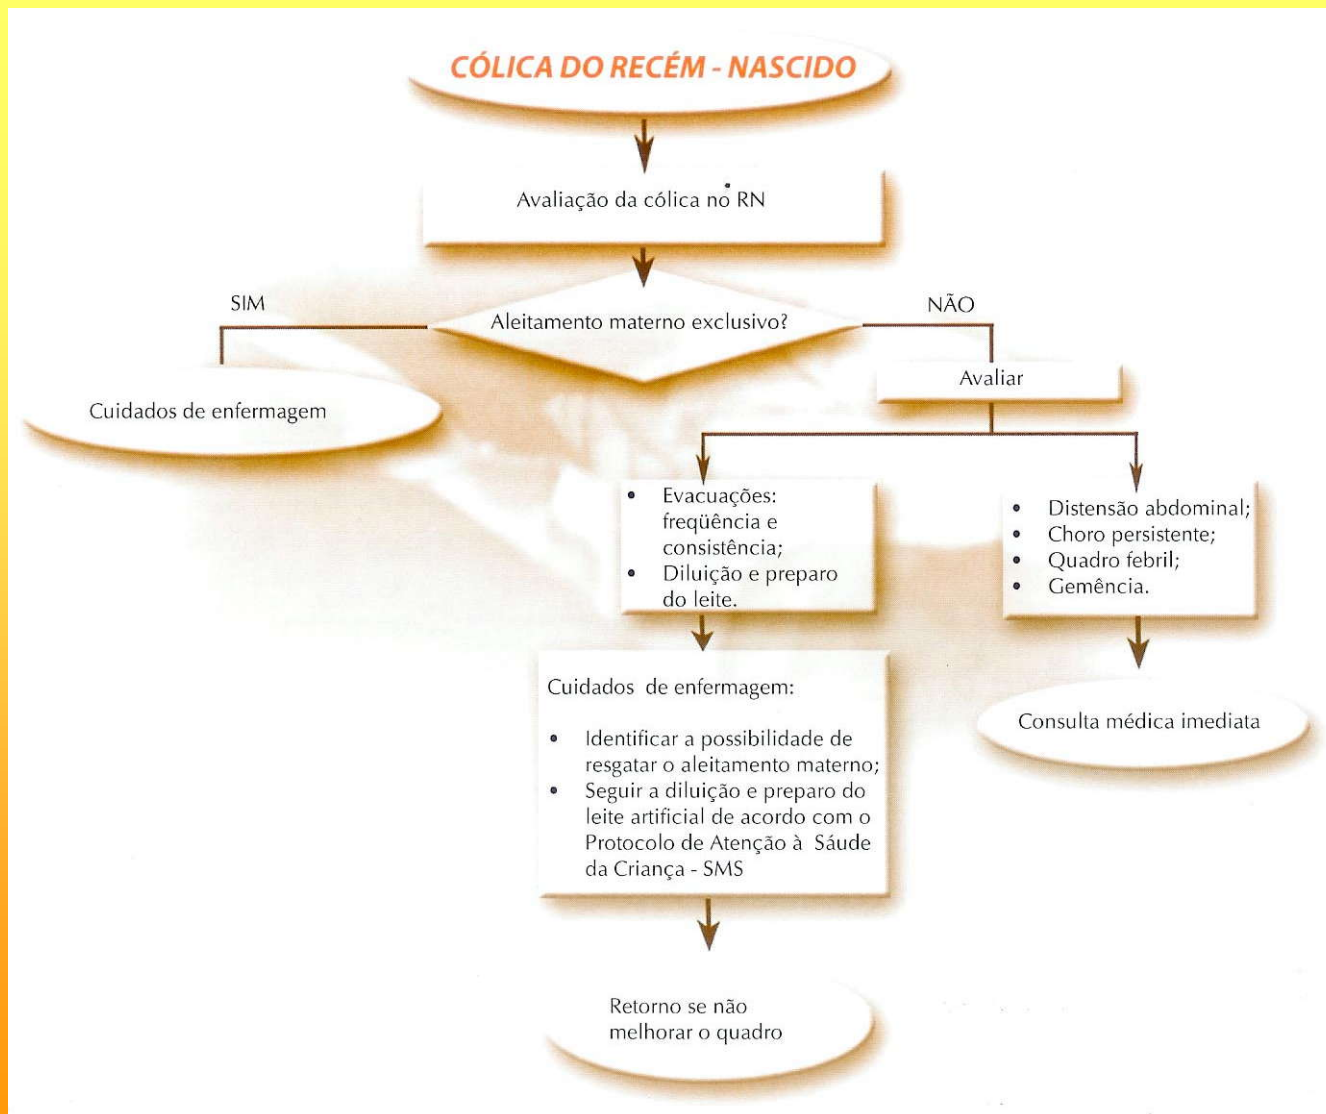 CÓLICA DO RECÉM - NASCIDO
Avaliação da cólica no RN
SIM
Aleitamento materno exclusivo?
NÃO
Cuidados de enfermagem
Avaliar
• Evacuações:
freqüência e
consistência;
• Diluição e preparo
do leite.
• Distensão abdominal;
• Choro persistente;
• Quadro febril;
• Gemência.
Cuidados de enfermagem:
• Identificar a possibilidade de
resgatar o aleitamento materno;
• Seguir a diluição e preparo do
leite artificial de acordo com o
Protocolo de Atenção à Sáude
da Criança - SMS
Consulta médica imediata
Retorno se não
melhorar o quadro